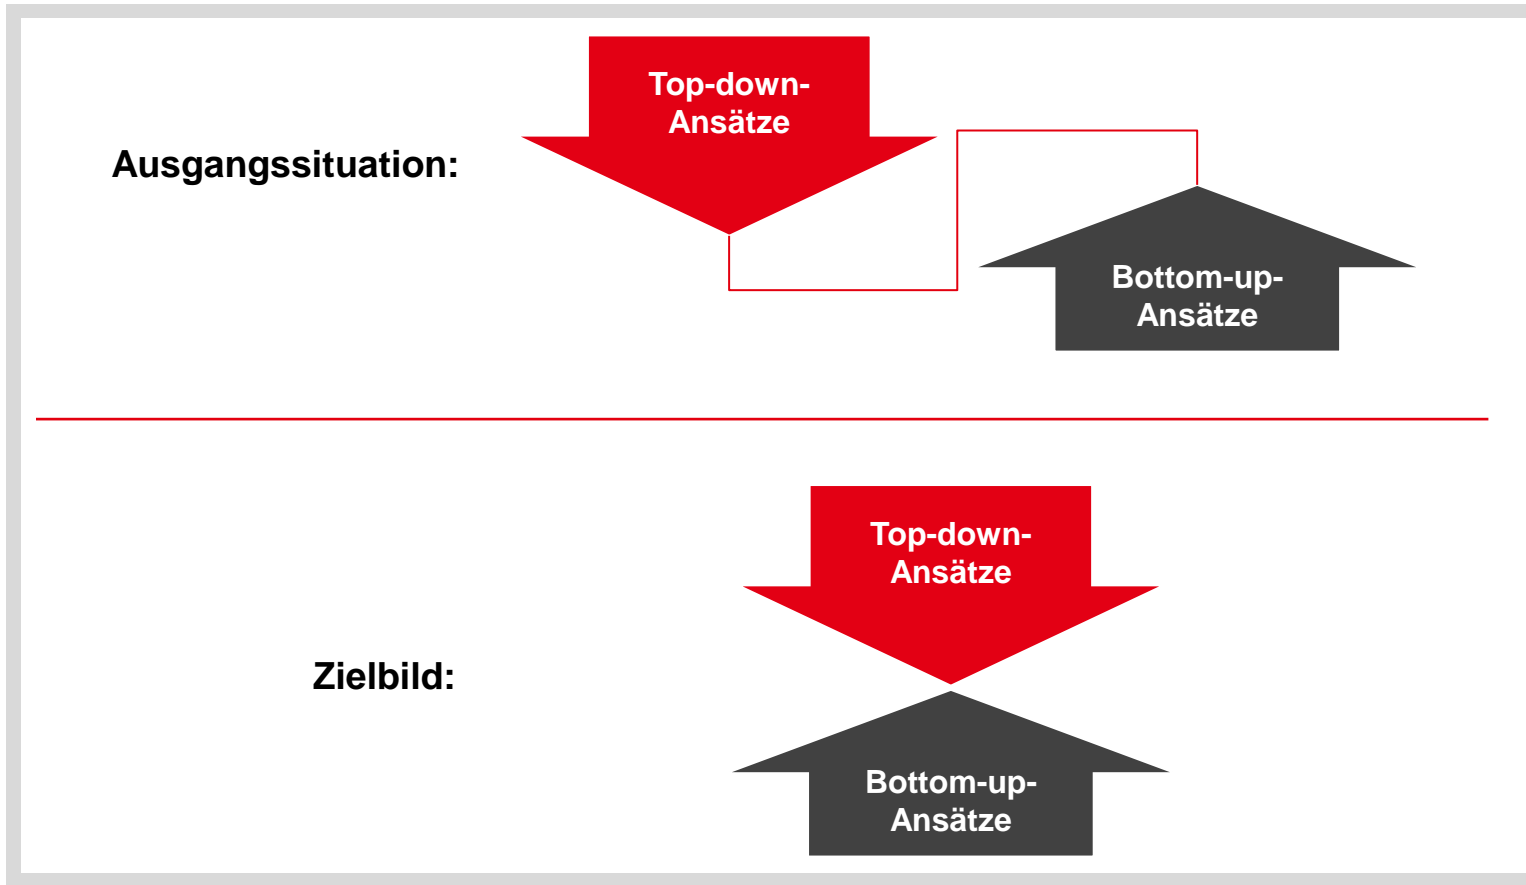 Top-down-
Ansätze
Ausgangssituation:
Bottom-up-
Ansätze
Top-down-
Ansätze
Zielbild:
Bottom-up-
Ansätze